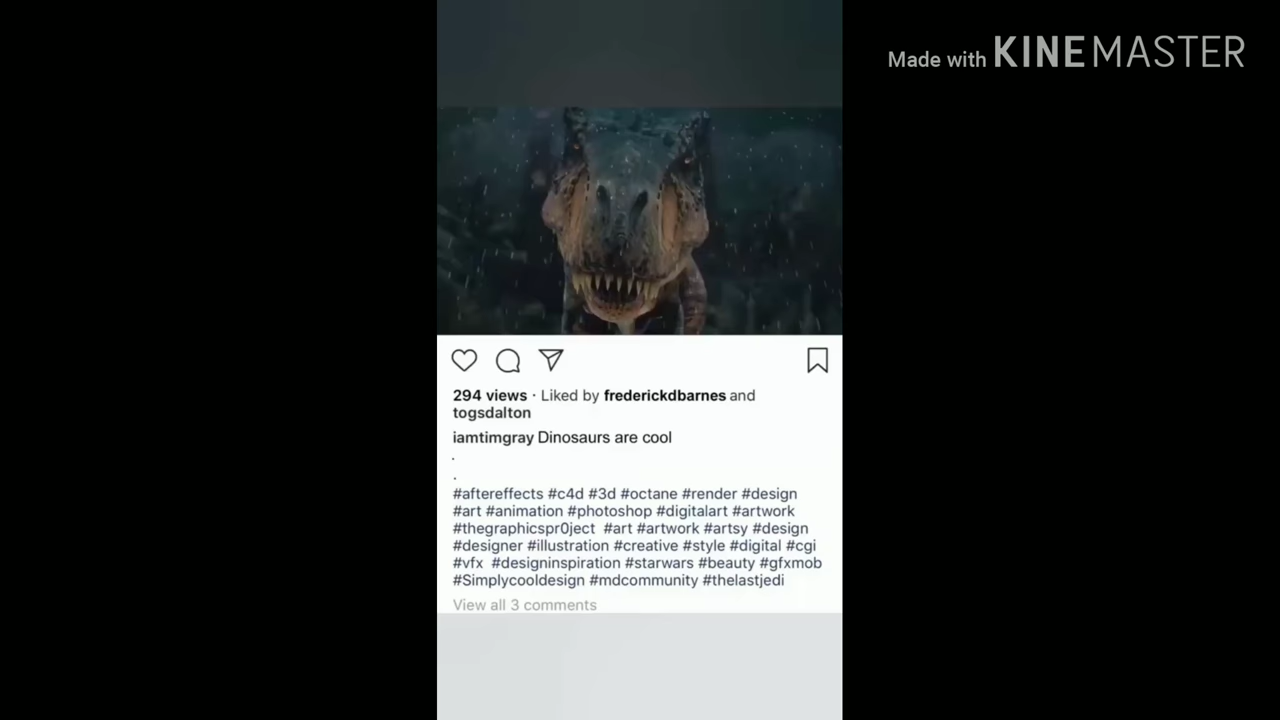 Made with KINEMASTER
294 views · Liked by frederickdbarnes and
togsdalton
iamtimgray Dinosaurs are cool
.
.
#aftereffects #c4d #3d #octane #render #design
#art #animation #photoshop #digitalart #artwork
#thegraphicspr0ject #art #artwork #artsy #design
#designer #illustration #creative #style #digital #cgi
#vfx #designinspiration #starwars #beauty #gfxmob
#Simplycooldesign #mdcommunity #thelastjedi
View all 3 comments